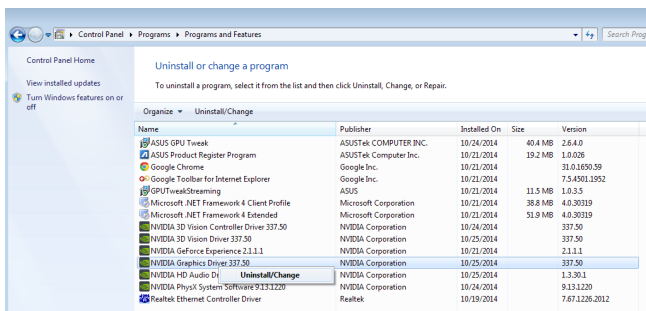 Control Panel Programs Programs and Features Search Prog
Control Panel Home
View installed updates
Turn Windows features on or
off
Uninstall or change a program
To uninstall a program, select it from the list and then click Uninstall, Change, or Repair.
Organize Uninstall/Change
Name Publisher Installed On Size Version
ASUS GPU Tweak ASUSTek COMPUTER INC. 10/24/2014 40.4 MB 2.6.4.0
ASUS Product Register Program ASUSTek Computer Inc. 10/21/2014 19.2 MB 1.0.026
Google Chrome Google Inc. 10/21/2014 31.0.1650.59
Google Toolbar for Internet Explorer Google Inc. 10/21/2014 7.5.4501.1952
GPUTweakStreaming ASUS 10/21/2014 11.5 MB 1.0.3.5
Microsoft .NET Framework 4 Client Profile Microsoft Corporation 10/21/2014 38.8 MB 4.0.30319
Microsoft .NET Framework 4 Extended Microsoft Corporation 10/21/2014 51.9 MB 4.0.30319
NVIDIA 3D Vision Controller Driver 337.50 NVIDIA Corporation 10/24/2014 337.50
NVIDIA 3D Vision Driver 337.50 NVIDIA Corporation 10/25/2014 337.50
NVIDIA GeForce Experience 2.1.1.1 NVIDIA Corporation 10/21/2014 2.1.1.1
NVIDIA Graphics Driver 337.50 NVIDIA Corporation 10/25/2014 337.50
NVIDIA HD Audio Dr Uninstall/Change NVIDIA Corporation 10/25/2014 1.3.30.1
NVIDIA PhysX System Software 9.13.1220 NVIDIA Corporation 10/24/2014 9.13.1220
Realtek Ethernet Controller Driver Realtek 10/19/2014 7.67.1226.2012